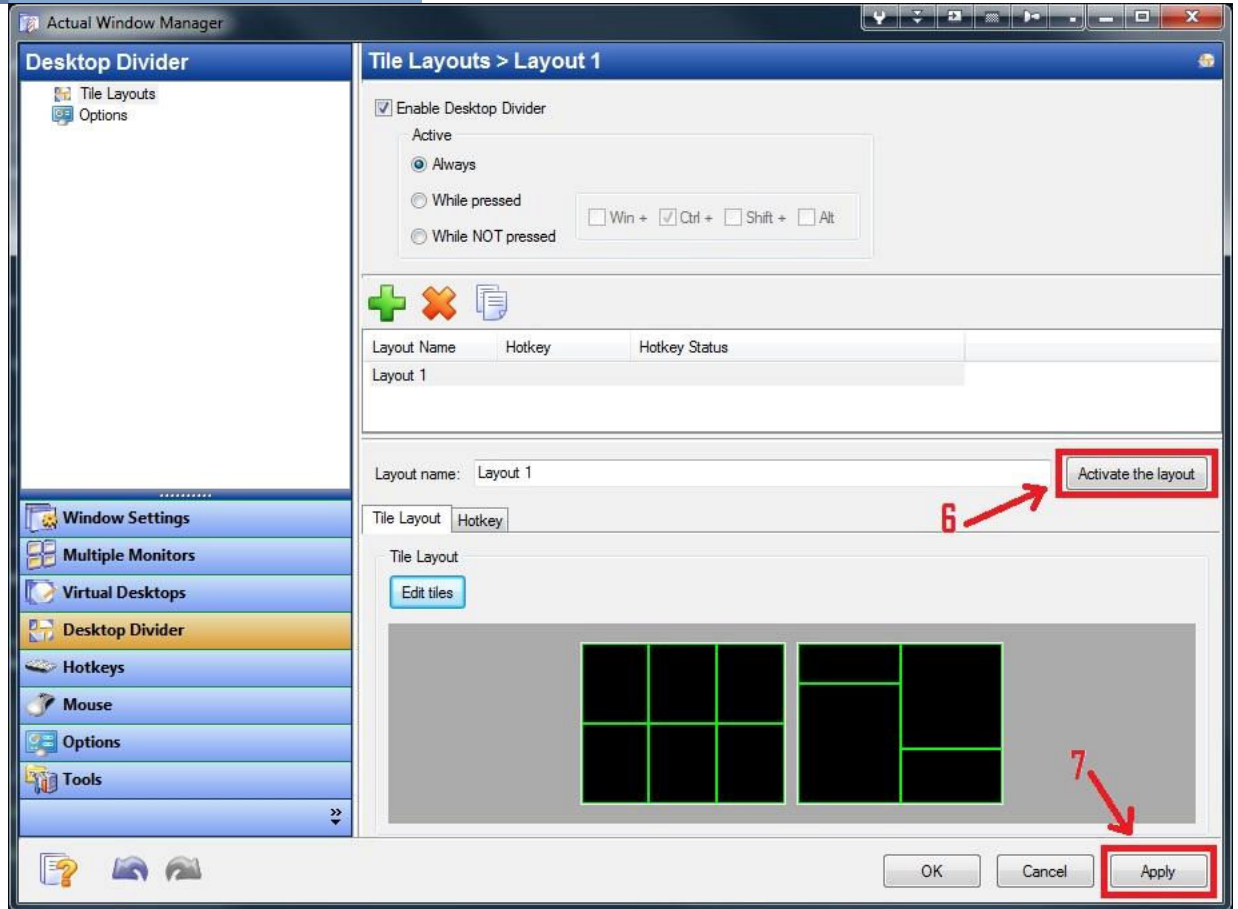 Actual Window Manager
Desktop Divider
Tile Layouts
Options
Window Settings
Multiple Monitors
Virtual Desktops
Desktop Divider
Hotkeys
Mouse
Options
Tools
Tile Layouts > Layout 1
Enable Desktop Divider
Active
Always
While pressed
While NOT pressed
Win + Ctrl + Shift + Alt
Layout Name Hotkey Hotkey Status
Layout 1
Layout name: Layout 1 Activate the layout
6
Tile Layout Hotkey
Tile Layout
Edit tiles
7
OK Cancel Apply